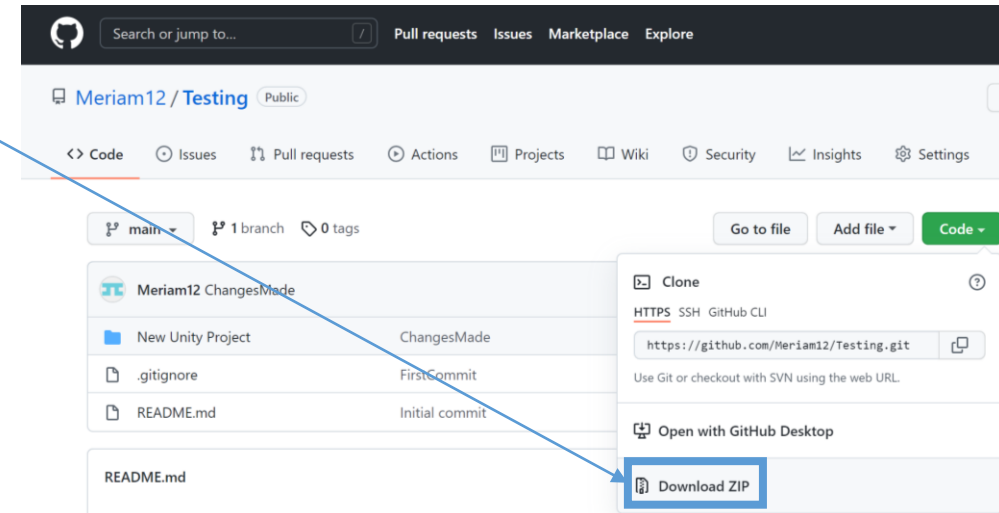 Search or jump to... / Pull requests Issues Marketplace Explore
Meriam12 / Testing Public
<> Code Issues Pull requests Actions Projects Wiki Security Insights Settings
main 1 branch 0 tags Go to file Add file Code
Meriam12 ChangesMade
New Unity Project ChangesMade
.gitignore FirstCommit
README.md Initial commit
README.md
Clone
HTTPS SSH GitHub CLI
https://github.com/Meriam12/Testing.git
Use Git or checkout with SVN using the web URL.
Open with GitHub Desktop
Download ZIP